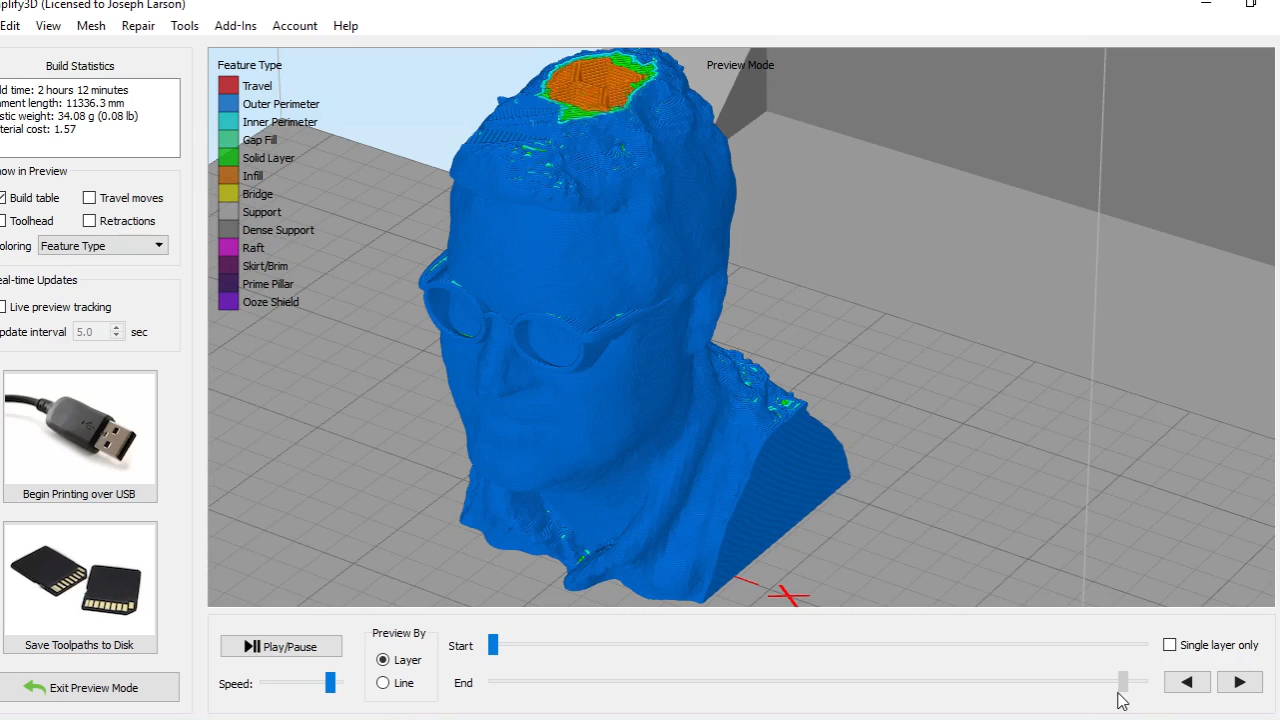 plify3D (Licensed to Joseph Larson)
Edit View Mesh Repair Tools Add-Ins Account Help
Build Statistics
ld time: 2 hours 12 minutes
ment length: 11336.3 mm
stic weight: 34.08 g (0.08 lb)
terial cost: 1.57
ow in Preview
Build table Travel moves
Toolhead Retractions
oloring Feature Type
eal-time Updates
Live preview tracking
pdate interval 5.0 sec
Begin Printing over USB
Save Toolpaths to Disk
Exit Preview Mode
Feature Type
Travel
Outer Perimeter
Inner Perimeter
Gap Fill
Solid Layer
Infill
Bridge
Support
Dense Support
Raft
Skirt/Brim
Prime Pillar
Ooze Shield
Preview Mode
Play/Pause
Speed:
Preview By
Layer
Line
Start
End
Single layer only